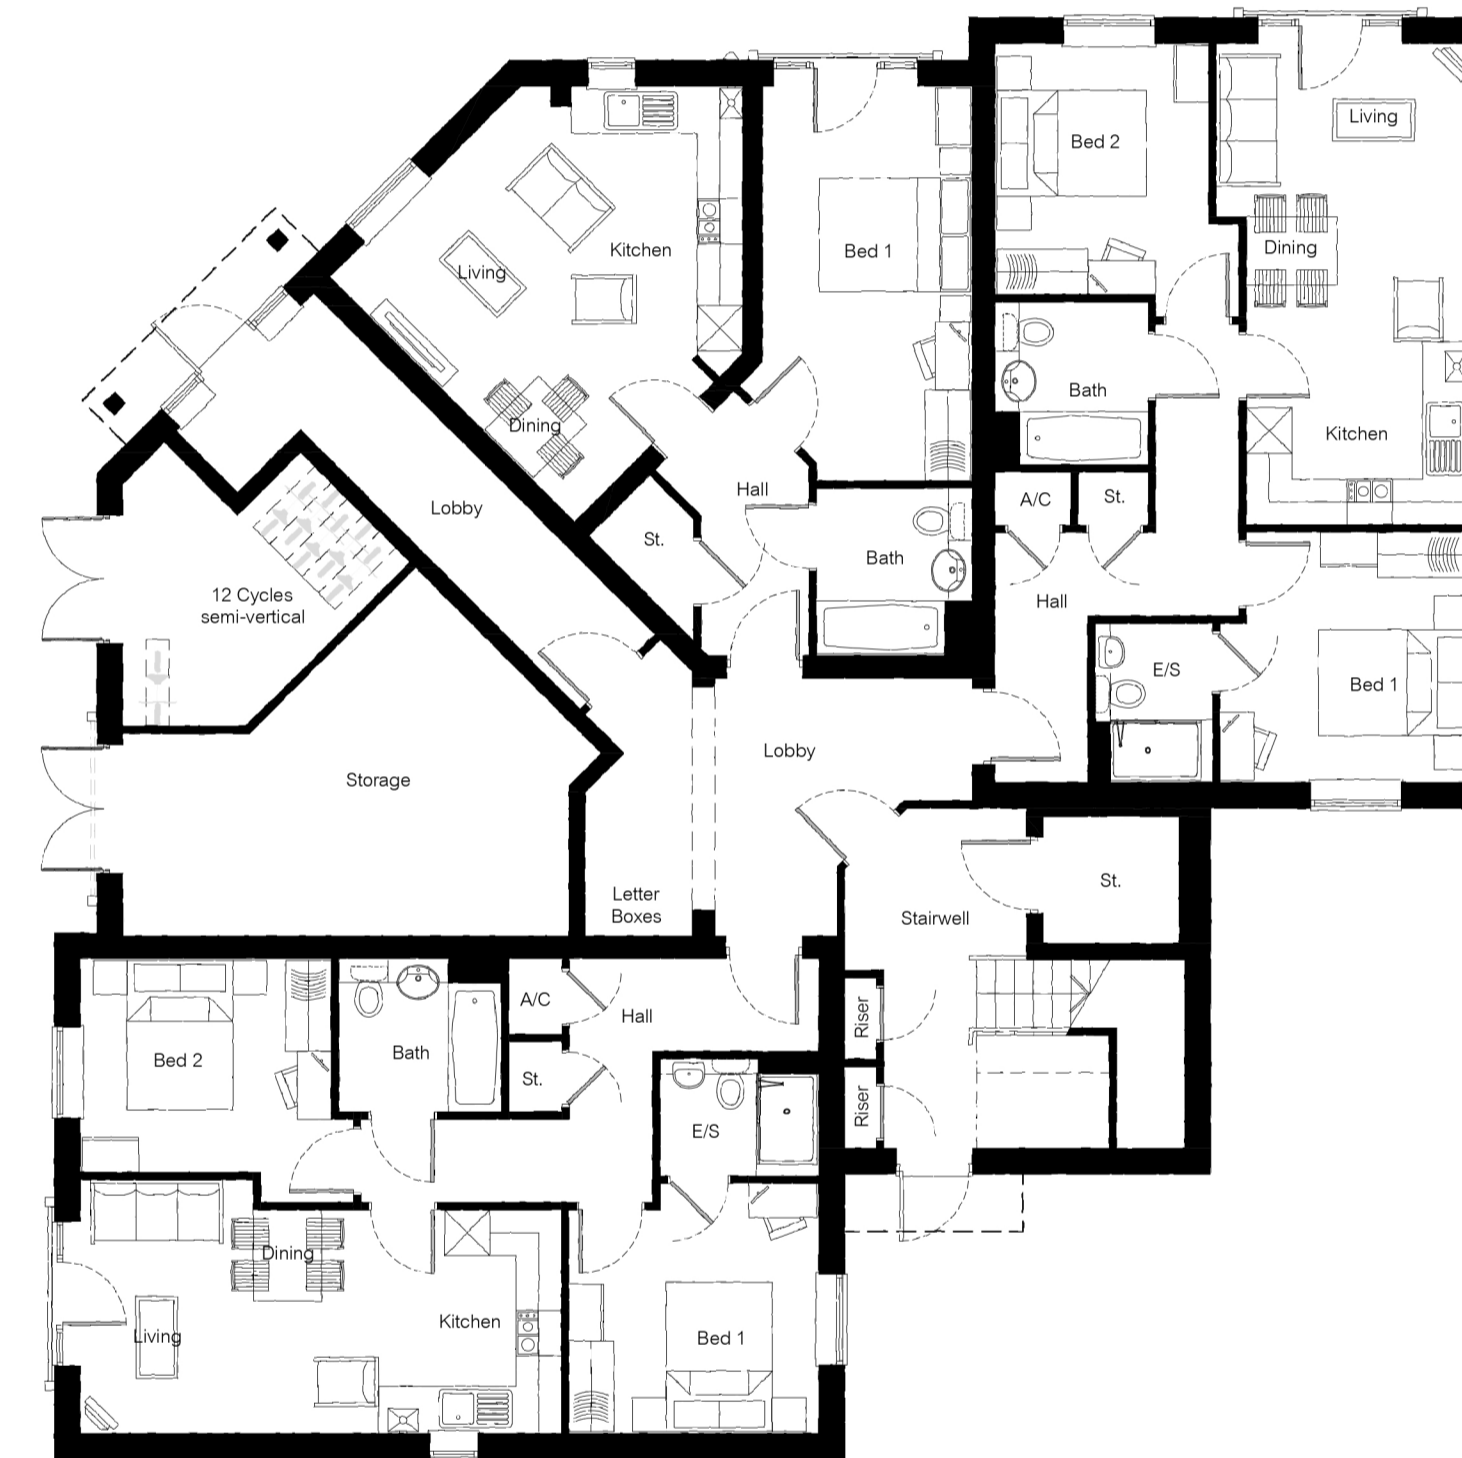 Living
Bed 2
Kitchen
Bed 1
Dining
Living
Bath
Dining
Kitchen
Hall
A/C
St.
Lobby
St.
Bath
12 Cycles
semi-vertical
Hall
E/S
Bed 1
Lobby
Storage
St.
Letter
Boxes
Stairwell
A/C
Hall
Riser
Bed 2
Bath
St.
Riser
E/S
Dining
Kitchen
Living
Bed 1